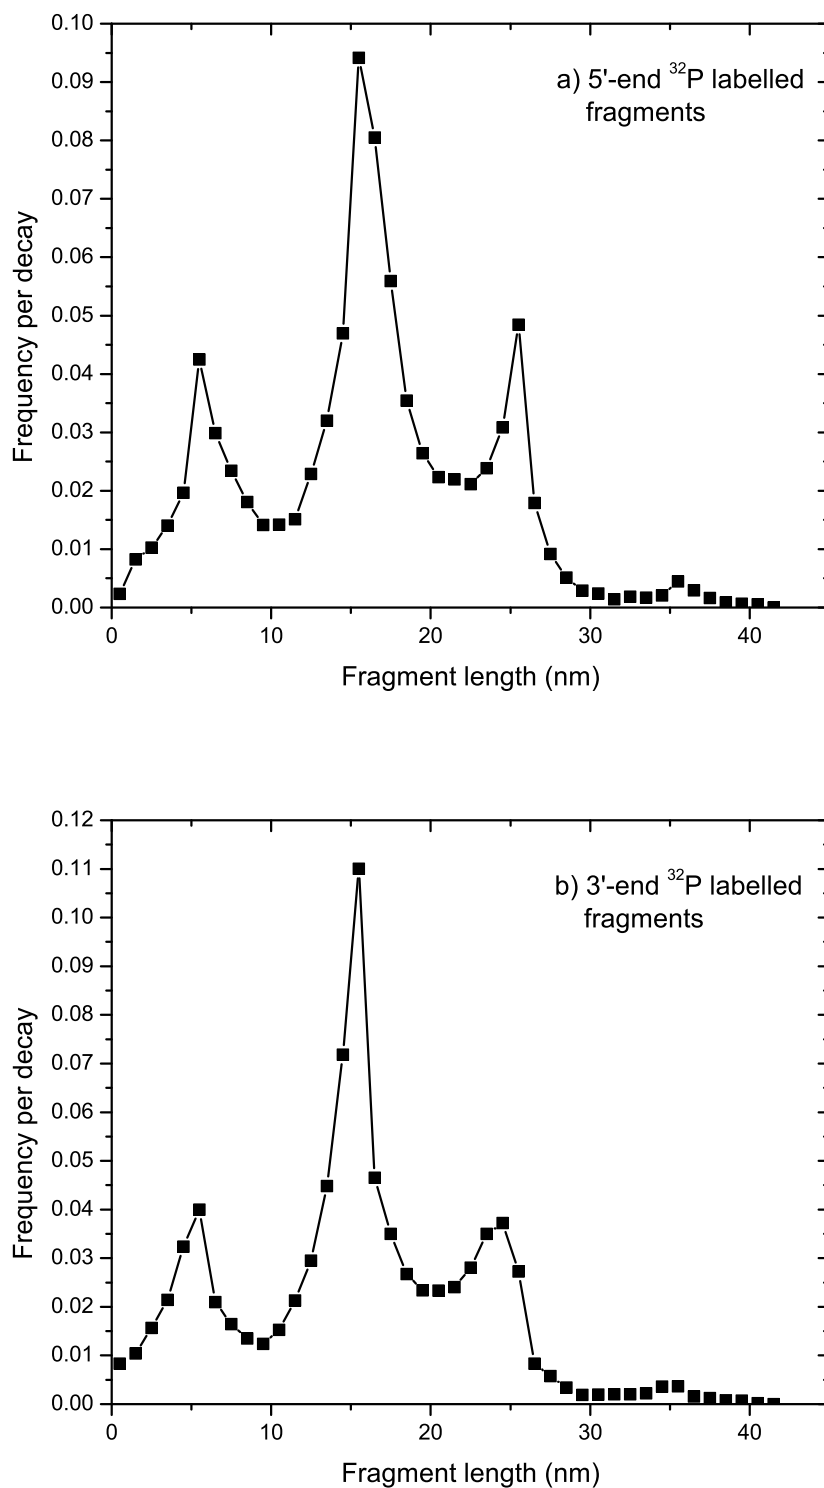 0.10
0.09
0.08
0.07
0.06
0.05
0.04
0.03
0.02
0.01
0.00
Frequency per decay
a) 5'-end ³²P labelled
fragments
0 10 20 30 40
Fragment length (nm)
0.12
0.11
0.10
0.09
0.08
0.07
0.06
0.05
0.04
0.03
0.02
0.01
0.00
Frequency per decay
b) 3'-end ³²P labelled
fragments
0 10 20 30 40
Fragment length (nm)